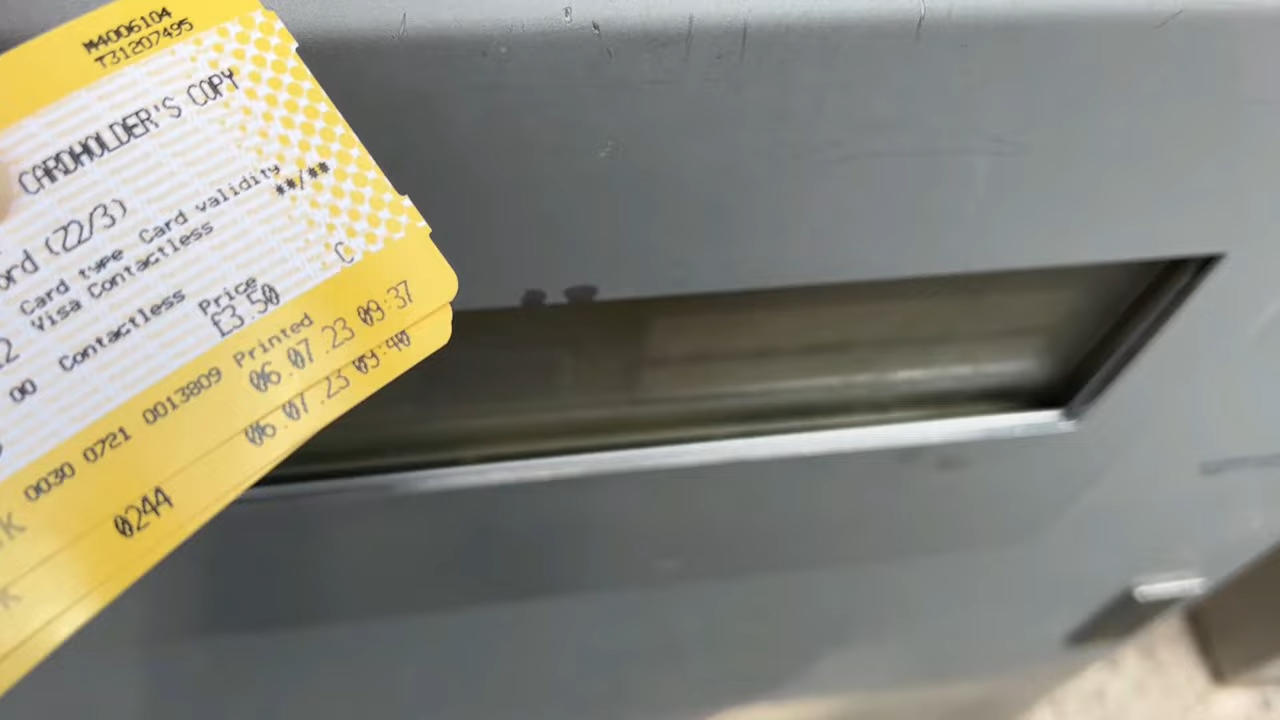 M4006104
T31207495
CARDHOLDER'S COPY
ord (22/3)
Card type Card validity
Visa Contactless **/**
00 Contactless Price C
£3.50
0030 0721 0013809 Printed
06.07.23 09:37
06.07.23 09:40
0244